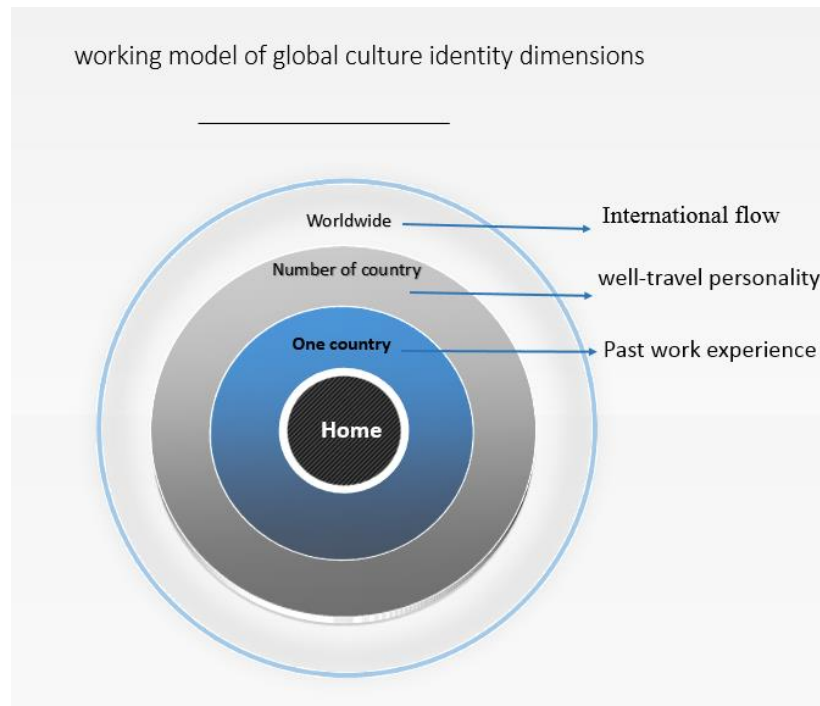 working model of global culture identity dimensions
Worldwide
International flow
Number of country
well-travel personality
One country
Past work experience
Home